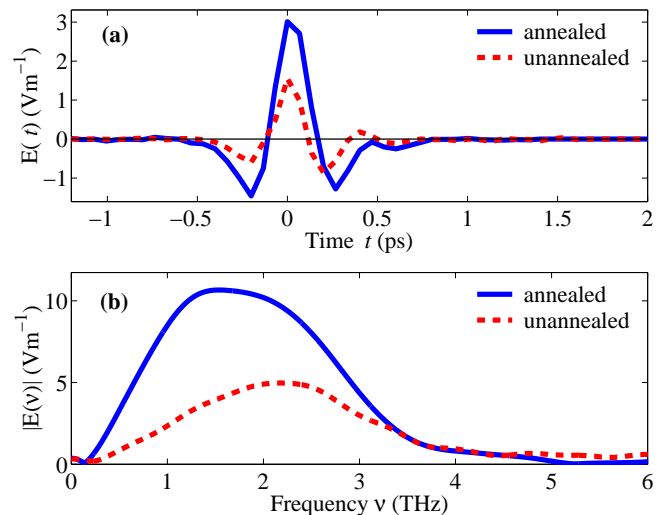 (a)
annealed
unannealed
E( t) (Vm⁻¹)
3
2
1
0
−1
−1
−0.5
0
0.5
1
1.5
2
Time t (ps)
(b)
annealed
unannealed
|E(ν)| (Vm⁻¹)
10
5
0
0
1
2
3
4
5
6
Frequency ν (THz)